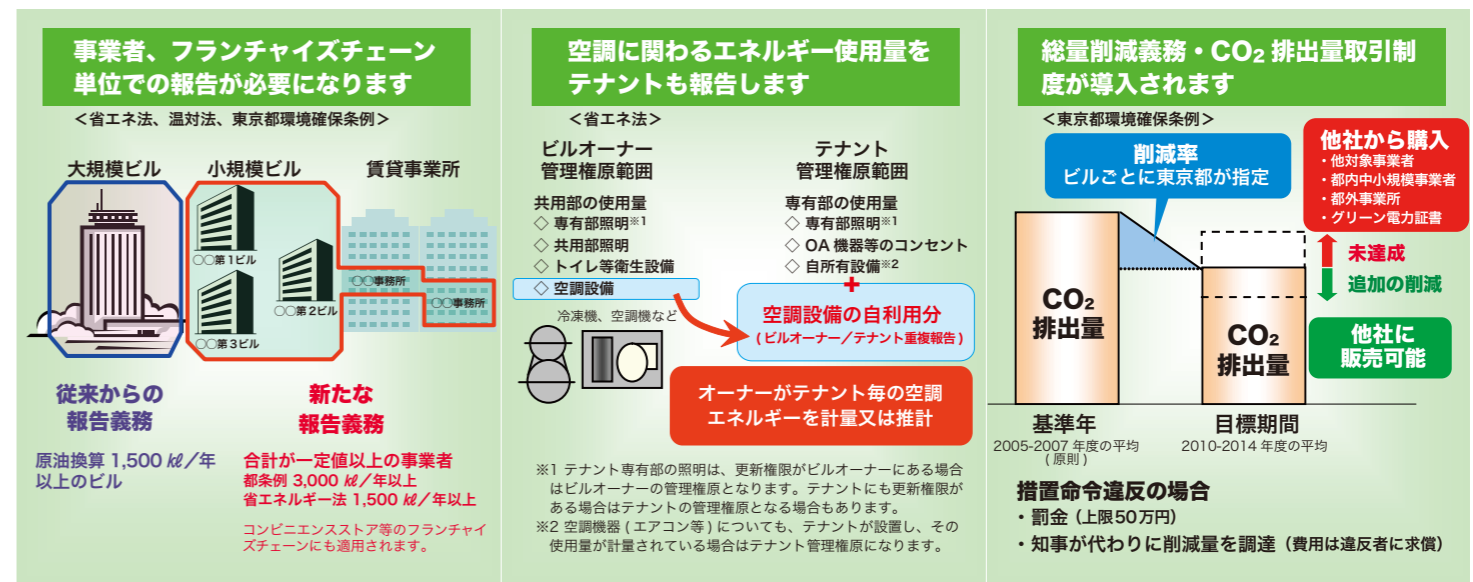 事業者、フランチャイズチェーン
単位での報告が必要になります
＜省エネ法、温対法、東京都環境確保条例＞
大規模ビル
小規模ビル
賃貸事業所
○○第1ビル
○○第2ビル
○○第3ビル
○○事務所
○○事務所
従来からの
報告義務
原油換算 1,500 ㎘／年
以上のビル
新たな
報告義務
合計が一定値以上の事業者
都条例 3,000 ㎘／年以上
省エネルギー法 1,500 ㎘／年以上
コンビニエンスストア等のフランチャイ
ズチェーンにも適用されます。
空調に関わるエネルギー使用量を
テナントも報告します
＜省エネ法＞
ビルオーナー
管理権原範囲
共用部の使用量
◇ 専有部照明※1
◇ 共用部照明
◇ トイレ等衛生設備
◇ 空調設備
冷凍機、空調機など
テナント
管理権原範囲
専有部の使用量
◇ 専有部照明※1
◇ OA 機器等のコンセント
◇ 自所有設備※2
+
空調設備の自利用分
(ビルオーナー／テナント重複報告)
オーナーがテナント毎の空調
エネルギーを計量又は推計
※1 テナント専有部の照明は、更新権限がビルオーナーにある場合
はビルオーナーの管理権原となります。テナントにも更新権限が
ある場合はテナントの管理権原となる場合もあります。
※2 空調機器 ( エアコン等 ) についても、テナントが設置し、その
使用量が計量されている場合はテナント管理権原になります。
総量削減義務・CO2 排出量取引制
度が導入されます
＜東京都環境確保条例＞
削減率
ビルごとに東京都が指定
他社から購入
・他対象事業者
・都内中小規模事業者
・都外事業所
・グリーン電力証書
未達成
追加の削減
他社に
販売可能
CO2
排出量
CO2
排出量
基準年
2005-2007 年度の平均
( 原則 )
目標期間
2010-2014 年度の平均
措置命令違反の場合
・罰金（上限50万円）
・知事が代わりに削減量を調達（費用は違反者に求償）